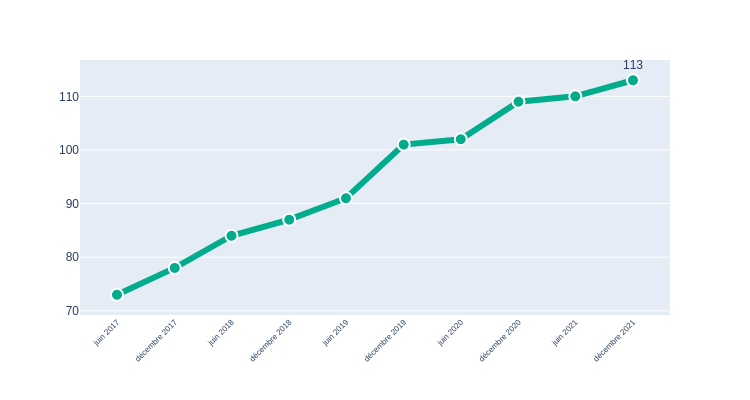 113
110
100
90
80
70
juin 2017
décembre 2017
juin 2018
décembre 2018
juin 2019
décembre 2019
juin 2020
décembre 2020
juin 2021
décembre 2021